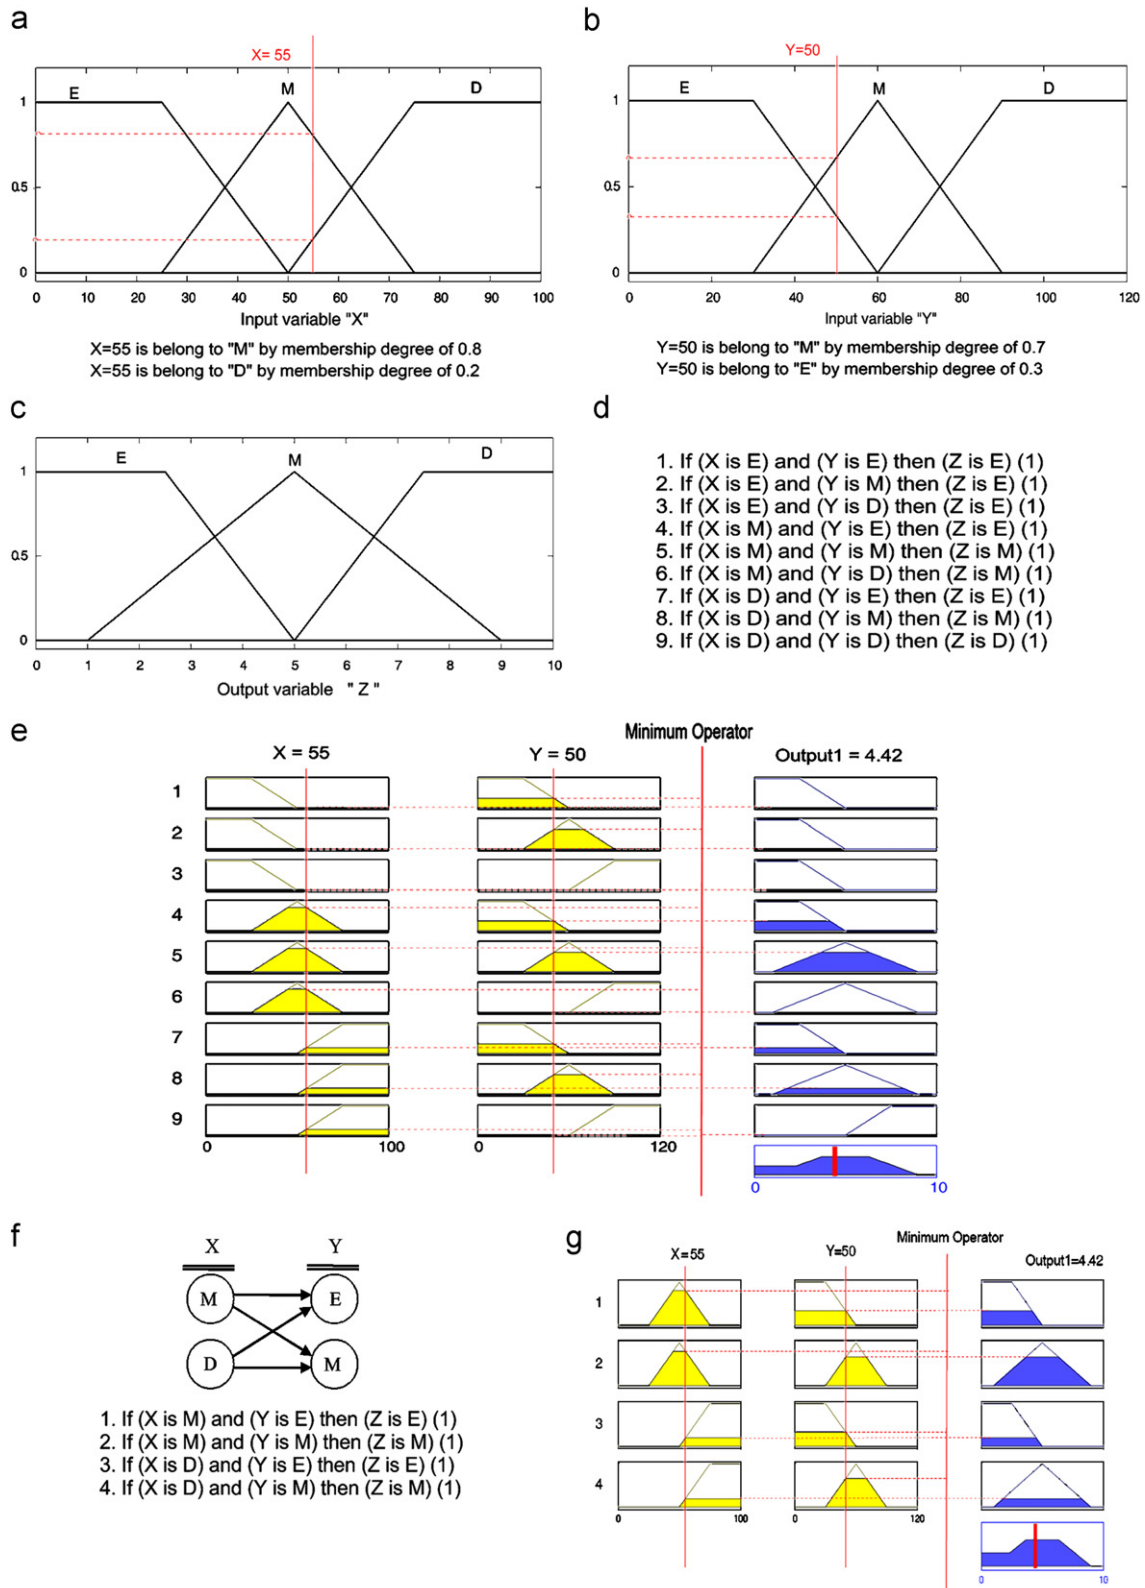 a
X= 55
E
M
D
1
0.5
0
0 10 20 30 40 50 60 70 80 90 100
Input variable "X"
X=55 is belong to "M" by membership degree of 0.8
X=55 is belong to "D" by membership degree of 0.2
b
Y=50
E
M
D
1
0.5
0
0 20 40 60 80 100 120
Input variable "Y"
Y=50 is belong to "M" by membership degree of 0.7
Y=50 is belong to "E" by membership degree of 0.3
c
E
M
D
1
0.5
0
0 1 2 3 4 5 6 7 8 9 10
Output variable " Z "
d
1. If (X is E) and (Y is E) then (Z is E) (1)
2. If (X is E) and (Y is M) then (Z is E) (1)
3. If (X is E) and (Y is D) then (Z is E) (1)
4. If (X is M) and (Y is E) then (Z is E) (1)
5. If (X is M) and (Y is M) then (Z is M) (1)
6. If (X is M) and (Y is D) then (Z is M) (1)
7. If (X is D) and (Y is E) then (Z is E) (1)
8. If (X is D) and (Y is M) then (Z is M) (1)
9. If (X is D) and (Y is D) then (Z is D) (1)
e
Minimum Operator
X = 55
Y = 50
Output1 = 4.42
1
2
3
4
5
6
7
8
9
0 100
0 120
0 10
f
X
Y
M
E
D
M
1. If (X is M) and (Y is E) then (Z is E) (1)
2. If (X is M) and (Y is M) then (Z is M) (1)
3. If (X is D) and (Y is E) then (Z is E) (1)
4. If (X is D) and (Y is M) then (Z is M) (1)
g
Minimum Operator
X=55
Y=50
Output1=4.42
1
2
3
4
0 100
0 120
0 10